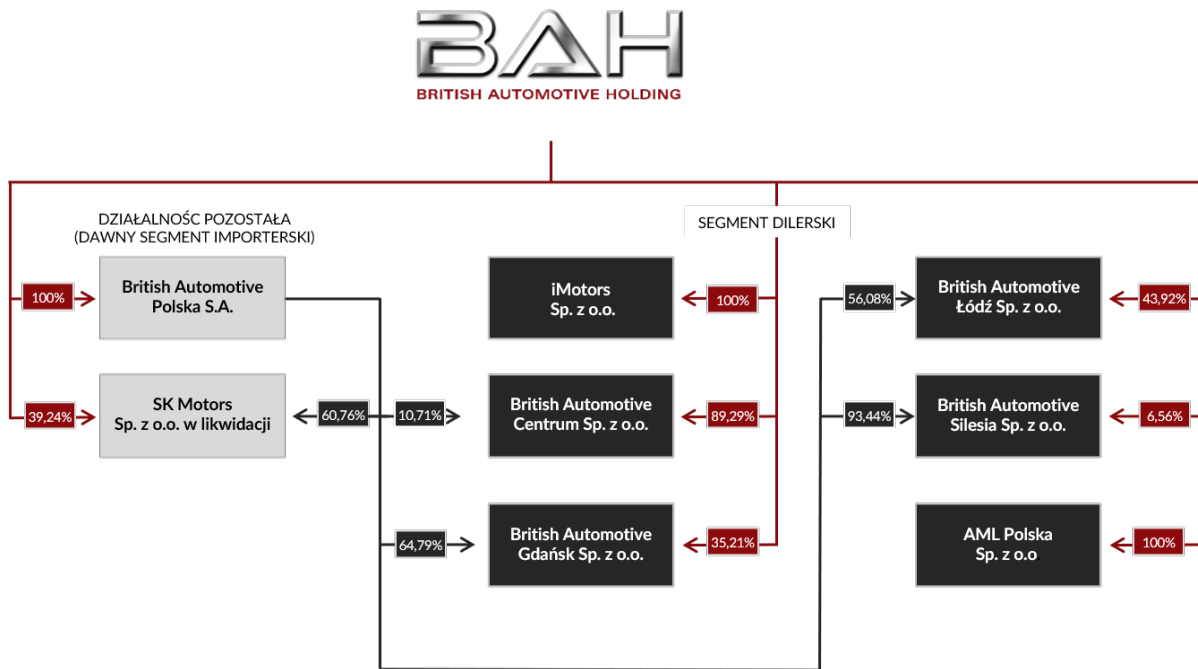 BAH
BRITISH AUTOMOTIVE HOLDING
DZIAŁALNOŚC POZOSTAŁA
(DAWNY SEGMENT IMPORTERSKI)
SEGMENT DILERSKI
100%
British Automotive
Polska S.A.
iMotors
Sp. z o.o.
100%
56,08%
British Automotive
Łódź Sp. z o.o.
43,92%
39,24%
SK Motors
Sp. z o.o. w likwidacji
60,76%
10,71%
British Automotive
Centrum Sp. z o.o.
89,29%
93,44%
British Automotive
Silesia Sp. z o.o.
6,56%
64,79%
British Automotive
Gdańsk Sp. z o.o.
35,21%
AML Polska
Sp. z o.o.
100%